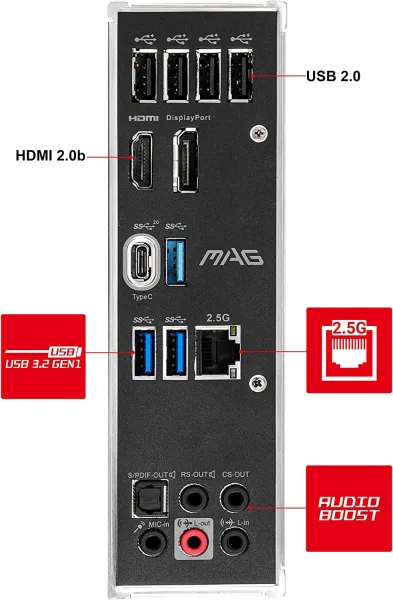 USB 2.0
HDMI DisplayPort
HDMI 2.0b
SS 20 SS
MAG
TypeC
SS SS 2.5G
USB
USB 3.2 GEN1
2.5G
S/PDIF-OUT RS-OUT CS-OUT
MIC-in L-out L-in
AUDIO
BOOST